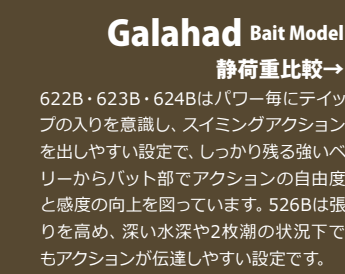 Galahad Bait Model
静荷重比較→
622B・623B・624Bはパワー毎にテイッ
プの入りを意識し、スイミングアクション
を出しやすい設定で、しっかり残る強いベ
リーからバット部でアクションの自由度
と感度の向上を図っています。526Bは張
りを高め、深い水深や2枚潮の状況下で
もアクションが伝達しやすい設定です。